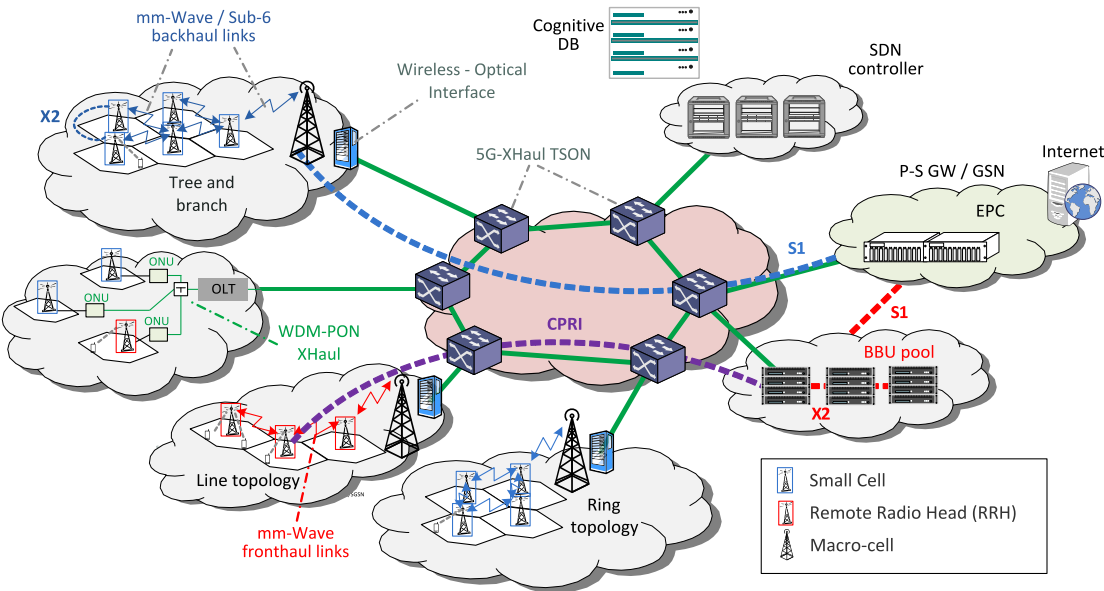 mm-Wave / Sub-6
backhaul links
Cognitive
DB
SDN
controller
Wireless - Optical
Interface
X2
5G-XHaul TSON
Internet
P-S GW / GSN
EPC
Tree and
branch
S1
ONU
ONU
OLT
ONU
S1
WDM-PON
XHaul
CPRI
BBU pool
X2
Line topology
/SGSN
Ring
topology
mm-Wave
fronthaul links
Small Cell
Remote Radio Head (RRH)
Macro-cell